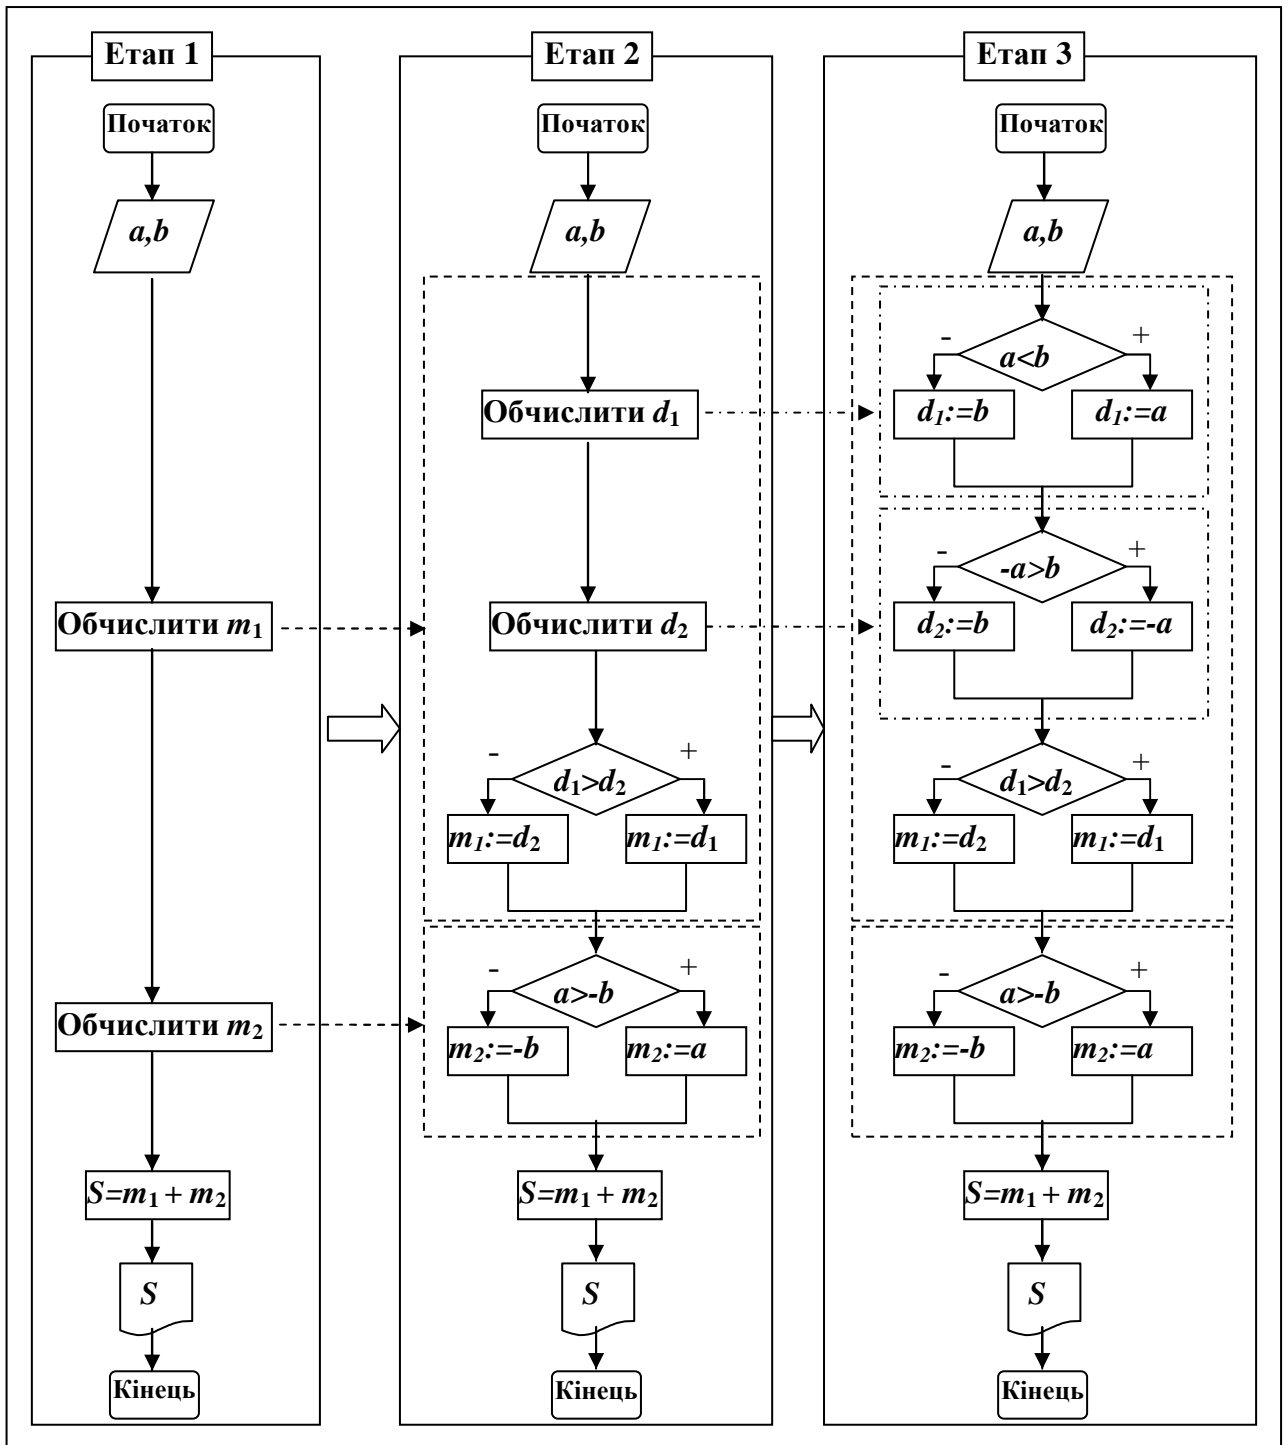 Етап 1
Початок
a,b
Обчислити m1
Обчислити m2
S=m1 + m2
S
Кінець
Етап 2
Початок
a,b
Обчислити d1
Обчислити d2
- d1>d2 +
m1:=d2 m1:=d1
- a>-b +
m2:=-b m2:=a
S=m1 + m2
S
Кінець
Етап 3
Початок
a,b
- a<b +
d1:=b d1:=a
- -a>b +
d2:=b d2:=-a
- d1>d2 +
m1:=d2 m1:=d1
- a>-b +
m2:=-b m2:=a
S=m1 + m2
S
Кінець